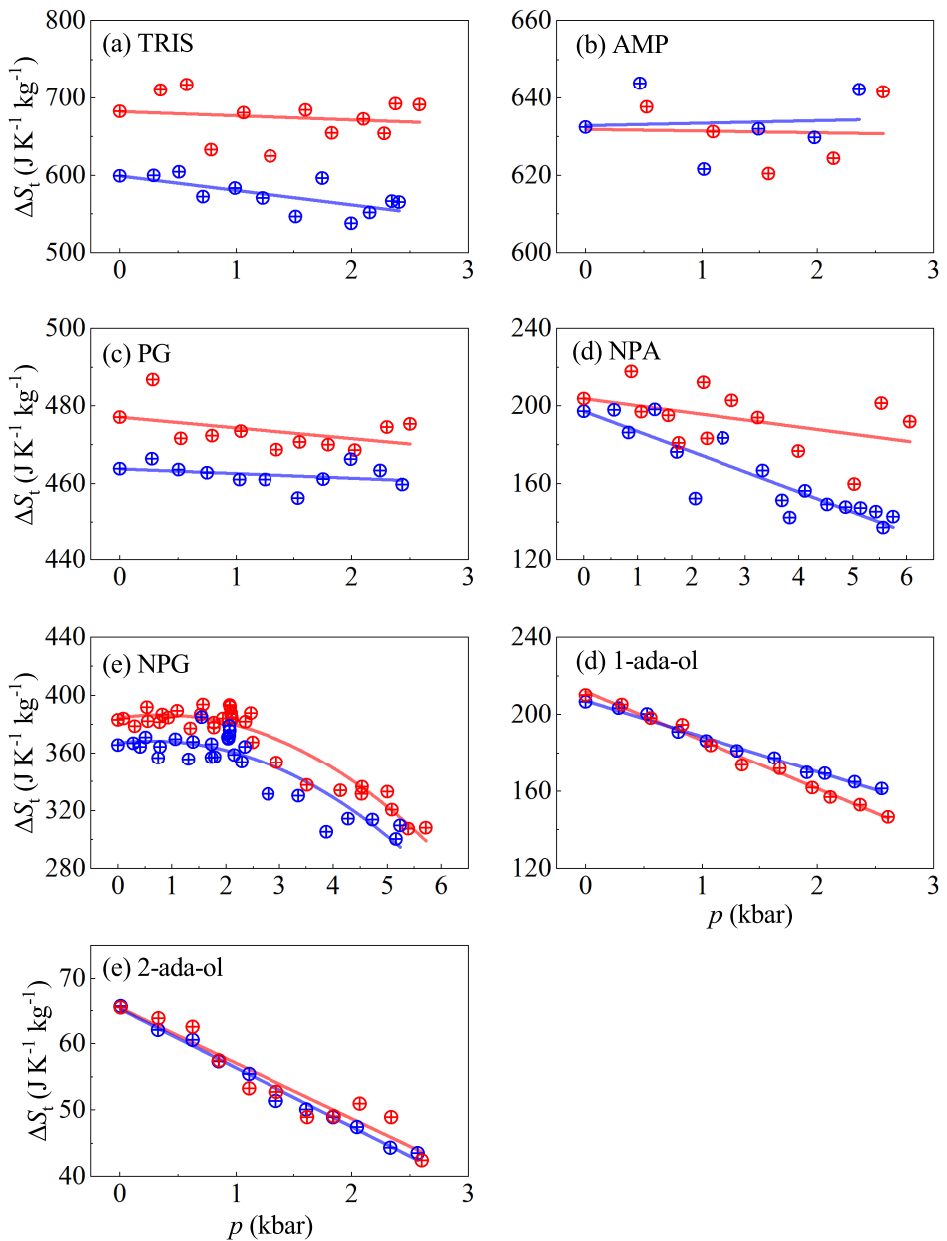 (a) TRIS
ΔSt (J K-1 kg-1)
800
700
600
500
0 1 2 3
(b) AMP
660
640
620
600
0 1 2 3
(c) PG
ΔSt (J K-1 kg-1)
500
480
460
440
0 1 2 3
(d) NPA
240
200
160
120
0 1 2 3 4 5 6
(e) NPG
ΔSt (J K-1 kg-1)
440
400
360
320
280
0 1 2 3 4 5 6
(d) 1-ada-ol
240
200
160
120
0 1 2 3
p (kbar)
(e) 2-ada-ol
ΔSt (J K-1 kg-1)
70
60
50
40
0 1 2 3
p (kbar)